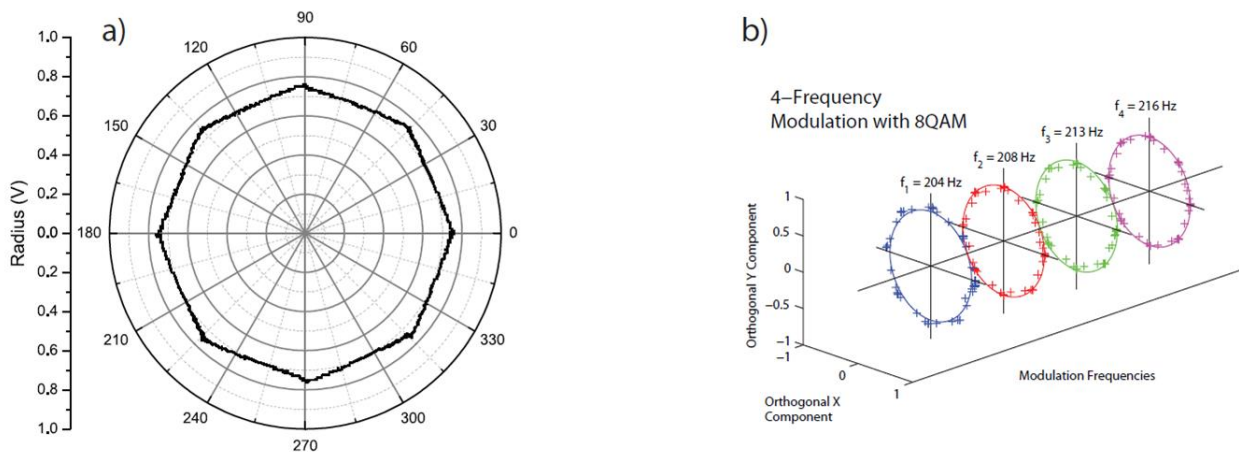 a)
90
120
60
150
30
180
0
210
330
240
300
270
1.0
0.8
0.6
0.4
0.2
0.0
0.2
0.4
0.6
0.8
1.0
Radius (V)
b)
4–Frequency
Modulation with 8QAM
f1 = 204 Hz
f2 = 208 Hz
f3 = 213 Hz
f4 = 216 Hz
1
0.5
0
−0.5
−1
−1
0
1
Orthogonal Y Component
Orthogonal X
Component
Modulation Frequencies